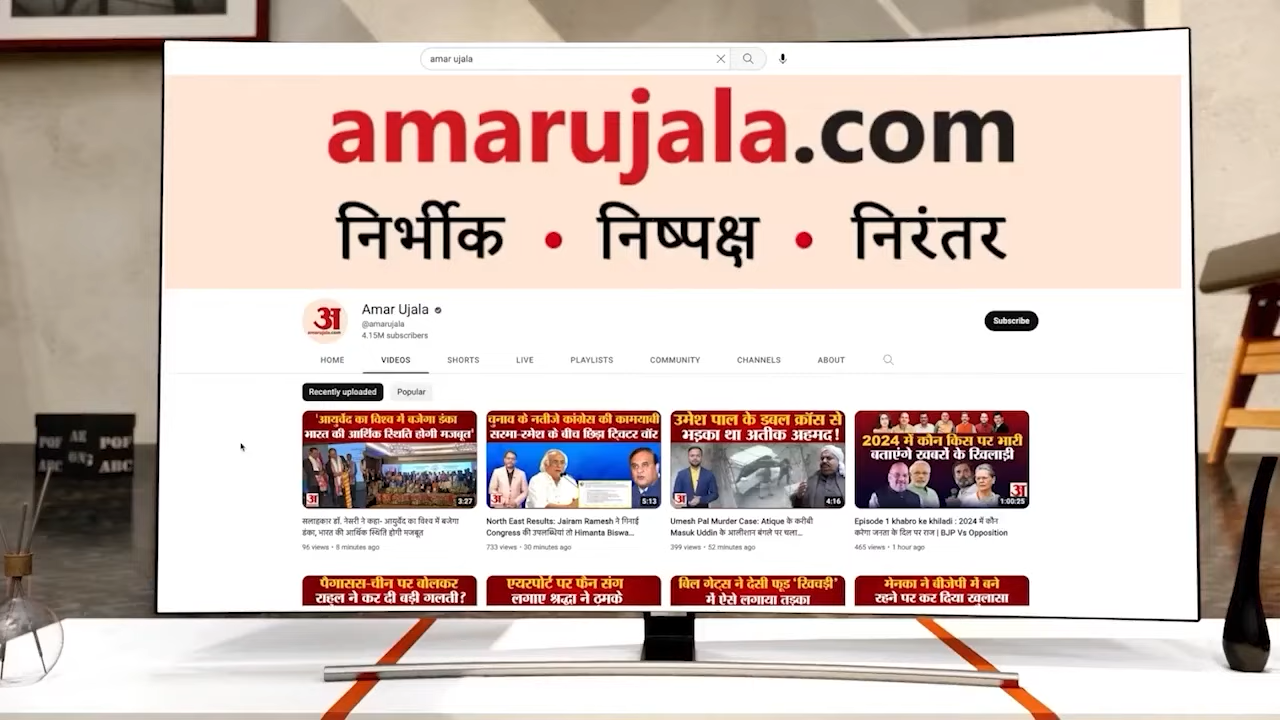 amar ujala
amarujala.com
निर्भीक • निष्पक्ष • निरंतर
अ
amarujala.com
Amar Ujala
@amarujala
4.15M subscribers
Subscribe
HOME VIDEOS SHORTS LIVE PLAYLISTS COMMUNITY CHANNELS ABOUT
Recently uploaded Popular
'आयुर्वेद का विश्व में बजेगा डंका
भारत की आर्थिक स्थिति होगी मजबूत'
अ
3:27
सलाहकार डॉ. नेसरी ने कहा- आयुर्वेद का विश्व में बजेगा
डंका, भारत की आर्थिक स्थिति होगी मजबूत
96 views • 8 minutes ago
चुनाव के नतीजे कांग्रेस की कामयाबी
सरमा-रमेश के बीच छिड़ा ट्विटर वॉर
अ
5:13
North East Results: Jairam Ramesh ने गिनाई
Congress की उपलब्धियां तो Himanta Biswa...
733 views • 30 minutes ago
उमेश पाल के डबल क्रॉस से
भड़का था अतीक अहमद!
अ
4:16
Umesh Pal Murder Case: Atique के करीबी
Masuk Uddin के आलीशान बंगले पर चला...
399 views • 52 minutes ago
2024 में कौन किस पर भारी
बताएंगे खबरों के खिलाड़ी
अ
1:00:25
Episode 1 khabro ke khiladi : 2024 में कौन
करेगा जनता के दिल पर राज | BJP Vs Opposition
465 views • 1 hour ago
पैगासस-चीन पर बोलकर
राहुल ने कर दी बड़ी गलती?
एयरपोर्ट पर फैन संग
लगाए श्रद्धा ने ठुमके
बिल गेट्स ने देसी फूड 'खिचड़ी'
में ऐसे लगाया तड़का
मेनका ने बीजेपी में बने
रहने पर कर दिया खुलासा
POF
ABC
POF
ABC